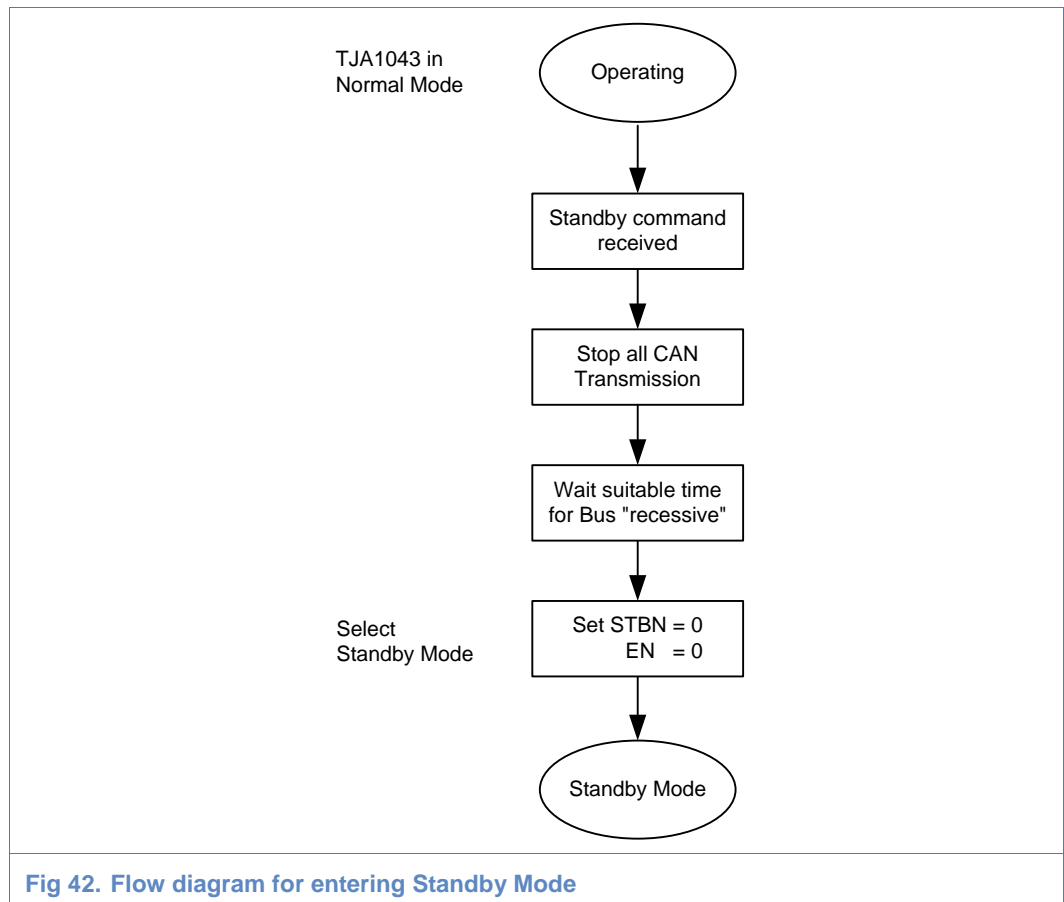 TJA1043 in
Normal Mode
Operating
Standby command
received
Stop all CAN
Transmission
Wait suitable time
for Bus "recessive"
Select
Standby Mode
Set STBN = 0
EN = 0
Standby Mode
Fig 42. Flow diagram for entering Standby Mode